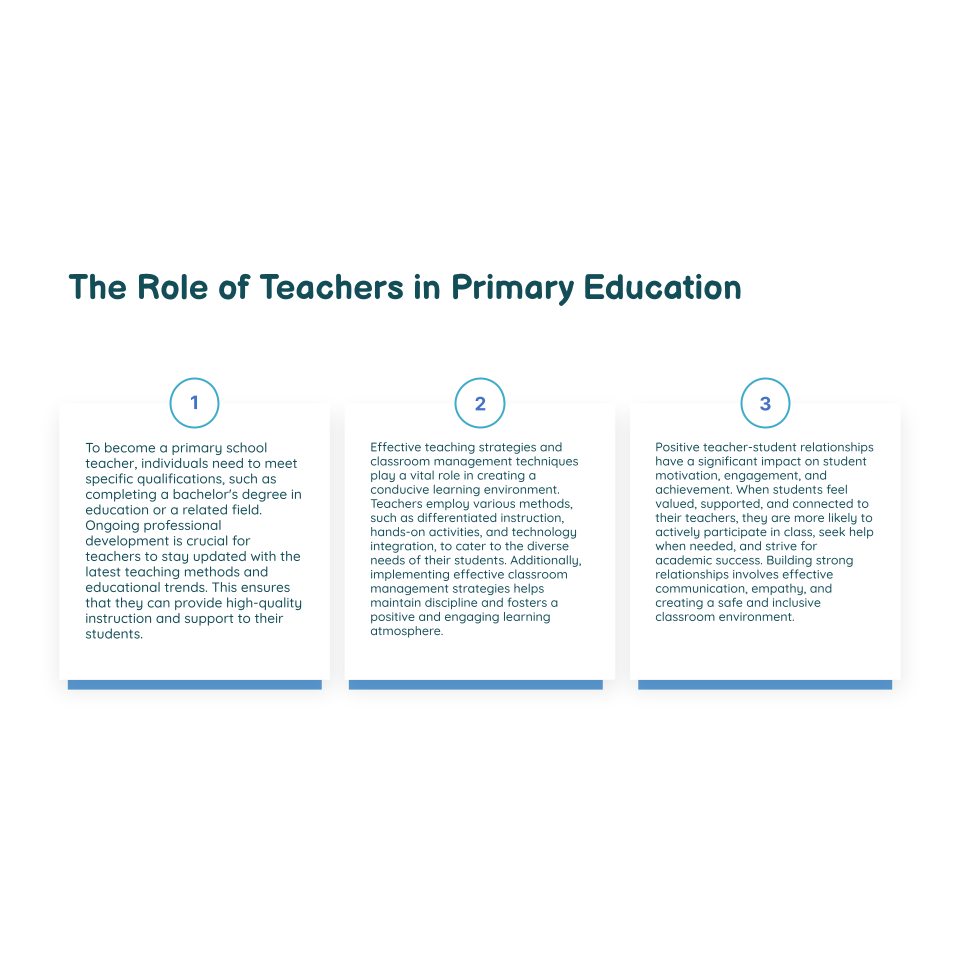 The Role of Teachers in Primary Education
1
To become a primary school
teacher, individuals need to meet
specific qualifications, such as
completing a bachelor's degree in
education or a related field.
Ongoing professional
development is crucial for
teachers to stay updated with the
latest teaching methods and
educational trends. This ensures
that they can provide high-quality
instruction and support to their
students.
2
Effective teaching strategies and
classroom management techniques
play a vital role in creating a
conducive learning environment.
Teachers employ various methods,
such as differentiated instruction,
hands-on activities, and technology
integration, to cater to the diverse
needs of their students. Additionally,
implementing effective classroom
management strategies helps
maintain discipline and fosters a
positive and engaging learning
atmosphere.
3
Positive teacher-student relationships
have a significant impact on student
motivation, engagement, and
achievement. When students feel
valued, supported, and connected to
their teachers, they are more likely to
actively participate in class, seek help
when needed, and strive for
academic success. Building strong
relationships involves effective
communication, empathy, and
creating a safe and inclusive
classroom environment.